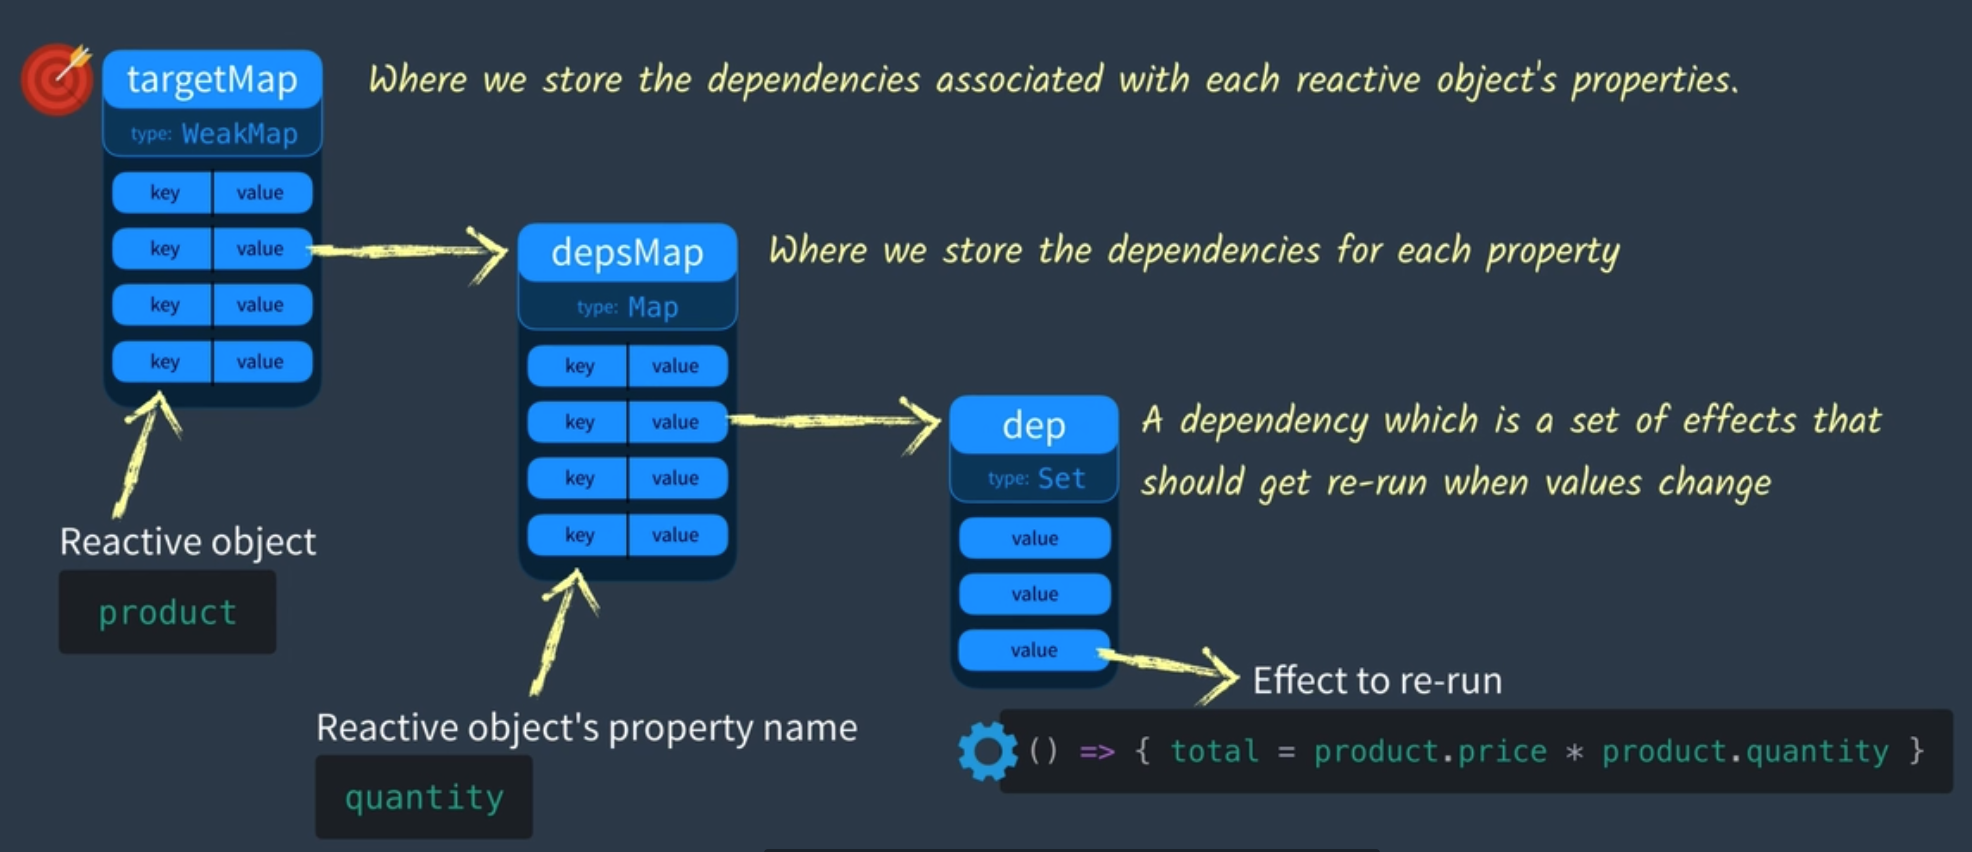 targetMap
Where we store the dependencies associated with each reactive object's properties.
type: WeakMap
key value
key value
key value
key value
depsMap
Where we store the dependencies for each property
type: Map
key value
key value
key value
key value
dep
A dependency which is a set of effects that
should get re-run when values change
type: Set
value
value
value
Reactive object
product
Reactive object's property name
quantity
Effect to re-run
() => { total = product.price * product.quantity }